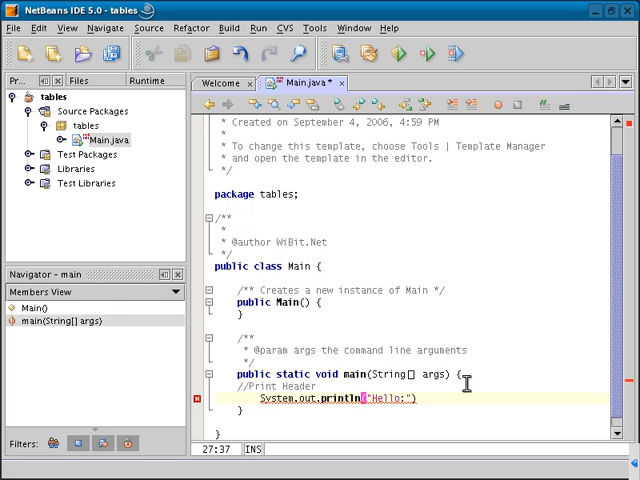 NetBeans IDE 5.0 - tables
File Edit View Navigate Source Refactor Build Run CVS Tools Window Help
Pr... Files Runtime
tables
Source Packages
tables
Main.java
Test Packages
Libraries
Test Libraries
Navigator - main
Members View
Main()
main(String[] args)
Filters:
Welcome Main.java *
* Created on September 4, 2006, 4:59 PM
*
* To change this template, choose Tools | Template Manager
* and open the template in the editor.
*/
package tables;
/**
*
* @author WiBit.Net
*/
public class Main {
/** Creates a new instance of Main */
public Main() {
}
/**
* @param args the command line arguments
*/
public static void main(String[] args) {
//Print Header
System.out.println("Hello:")
}
}
27:37 INS